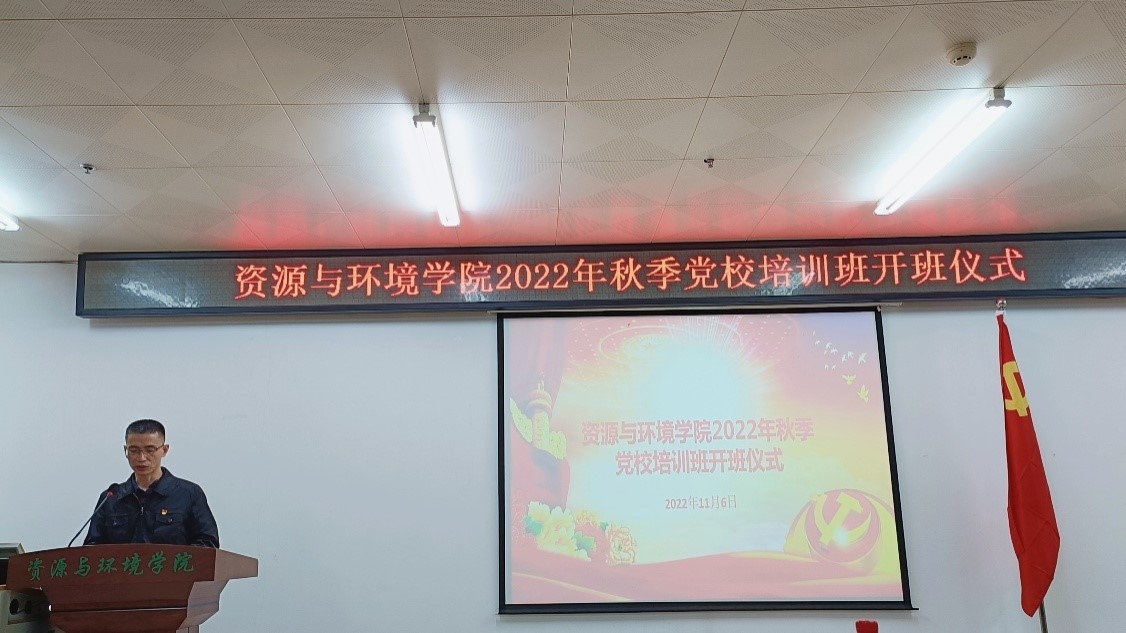 资源与环境学院2022年秋季党校培训班开班仪式
资源与环境学院2022年秋季
党校培训班开班仪式
2022年11月6日
资源与环境学院